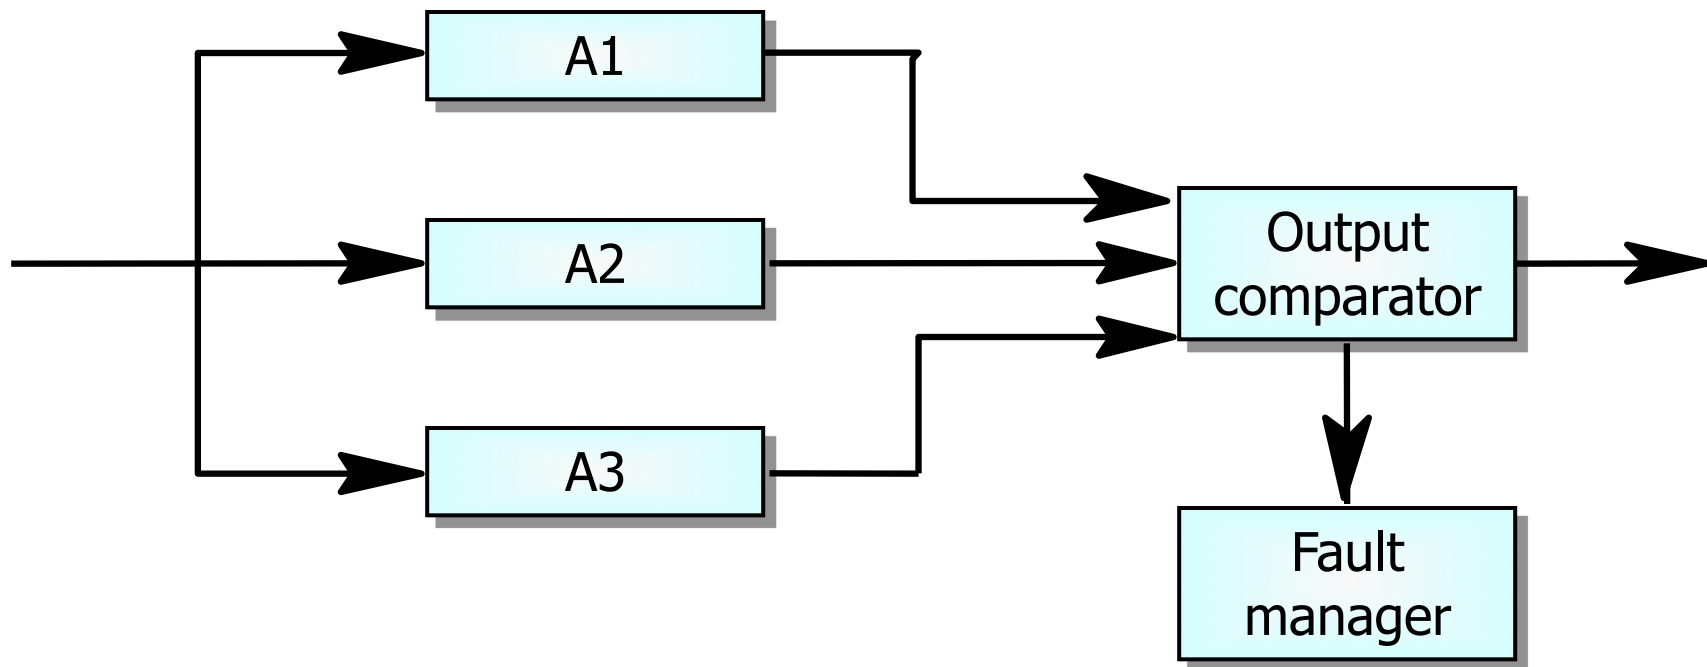 A1
A2
A3
Output
comparator
Fault
manager